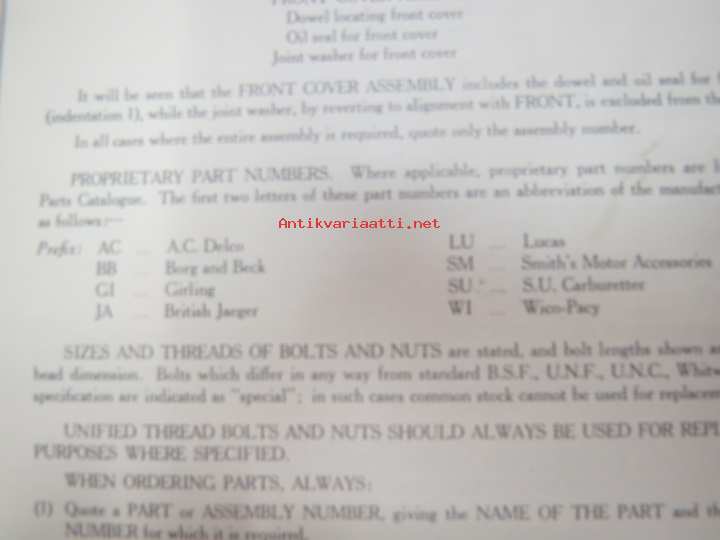 Dowel locating front cover
Oil seal for front cover
Joint washer for front cover
It will be seen that the FRONT COVER ASSEMBLY includes the dowel and oil seal for
(indentation 1), while the joint washer, by reverting to alignment with FRONT, is excluded from
In all cases where the entire assembly is required, quote only the assembly number.
PROPRIETARY PART NUMBERS. Where applicable, proprietary part numbers are
Parts Catalogue. The first two letters of these part numbers are an abbreviation of the
as follows:—
Antikvariaatti.net
Prefix: AC ... A.C. Delco LU ... Lucas
BB ... Borg and Beck SM ... Smith's Motor Accessories
GI ... Girling SU ... S.U. Carburetter
JA ... British Jaeger WI ... Wico-Pacy
SIZES AND THREADS OF BOLTS AND NUTS are stated, and bolt lengths shown
head dimension. Bolts which differ in any way from standard B.S.F., U.N.F., U.N.C.,
specification are indicated as "special"; in such cases common stock cannot be used for
UNIFIED THREAD BOLTS AND NUTS SHOULD ALWAYS BE USED FOR
PURPOSES WHERE SPECIFIED.
WHEN ORDERING PARTS, ALWAYS:
(1) Quote a PART or ASSEMBLY NUMBER, giving the NAME OF THE PART and
NUMBER for which it is required.